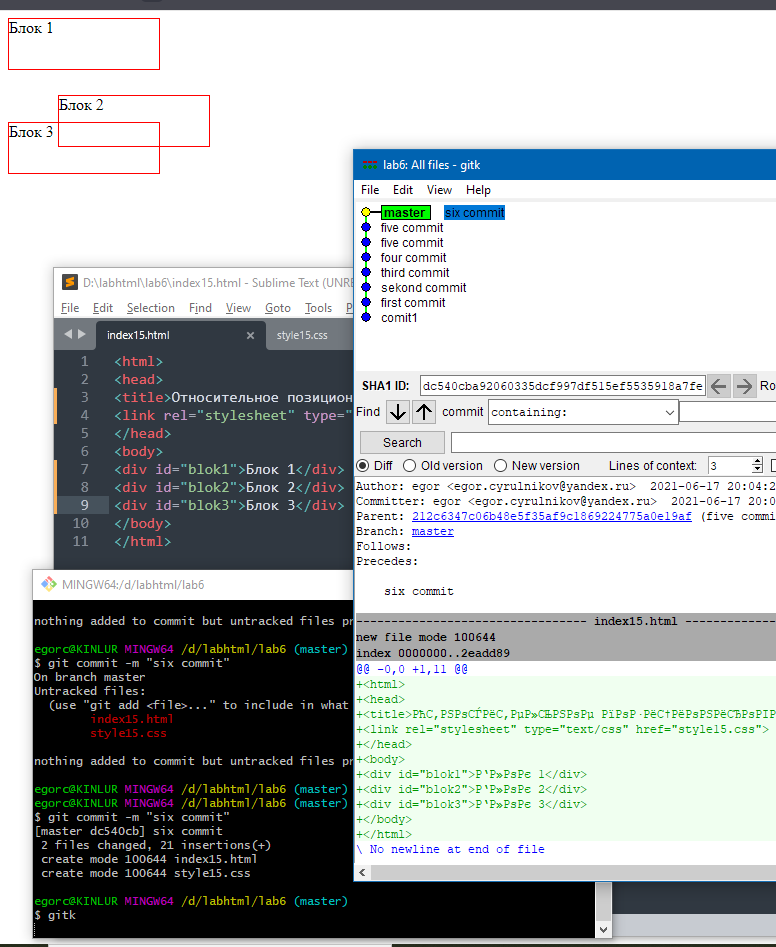 Блок 1
Блок 2
Блок 3
lab6: All files - gitk
File Edit View Help
master six commit
five commit
five commit
four commit
third commit
sekond commit
first commit
comit1
SHA1 ID: dc540cba92060335dcf997df515ef5535918a7fe
Find commit containing:
Search
Diff Old version New version Lines of context: 3
Author: egor <egor.cyrulnikov@yandex.ru> 2021-06-17 20:04:2
Committer: egor <egor.cyrulnikov@yandex.ru> 2021-06-17 20:0
Parent: 212c6347c06b48e5f35af9c1869224775a0e19af (five commi
Branch: master
Follows:
Precedes:
six commit
index15.html
new file mode 100644
index 0000000..2eadd89
@@ -0,0 +1,11 @@
+<html>
+<head>
+<link rel="stylesheet" type="text/css" href="style15.css">
+</head>
+<body>
+<div id="blok1">Р‘Р»РѕРє 1</div>
+<div id="blok2">Р‘Р»РѕРє 2</div>
+<div id="blok3">Р‘Р»РѕРє 3</div>
+</body>
+</html>
\ No newline at end of file
D:\labhtml\lab6\index15.html - Sublime Text (UNRE
File Edit Selection Find View Goto Tools P
index15.html × style15.css
1 <html>
2 <head>
3 <title>Относительное позицион
4 <link rel="stylesheet" type="
5 </head>
6 <body>
7 <div id="blok1">Блок 1</div>
8 <div id="blok2">Блок 2</div>
9 <div id="blok3">Блок 3</div>
10 </body>
11 </html>
MINGW64:/d/labhtml/lab6
nothing added to commit but untracked files pr
egorc@KINLUR MINGW64 /d/labhtml/lab6 (master)
$ git commit -m "six commit"
On branch master
Untracked files:
(use "git add <file>..." to include in what
index15.html
style15.css
nothing added to commit but untracked files pr
egorc@KINLUR MINGW64 /d/labhtml/lab6 (master)
egorc@KINLUR MINGW64 /d/labhtml/lab6 (master)
$ git commit -m "six commit"
[master dc540cb] six commit
2 files changed, 21 insertions(+)
create mode 100644 index15.html
create mode 100644 style15.css
egorc@KINLUR MINGW64 /d/labhtml/lab6 (master)
$ gitk